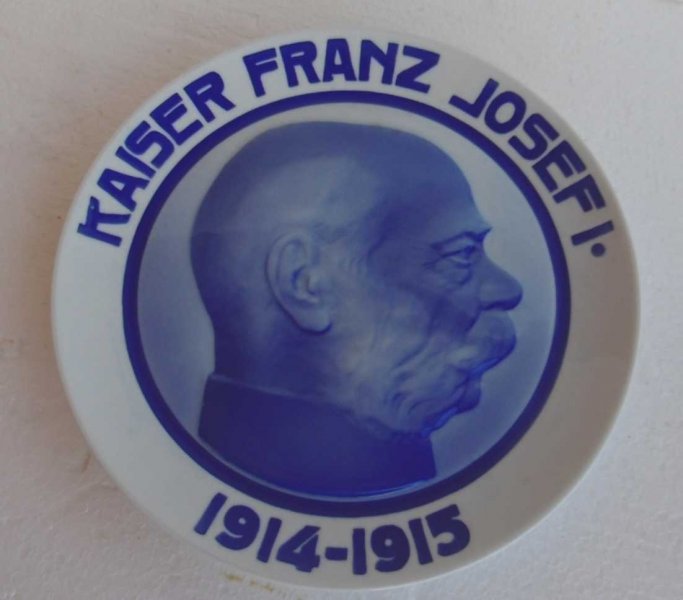 KAISER FRANZ JOSEF I.
1914-1915